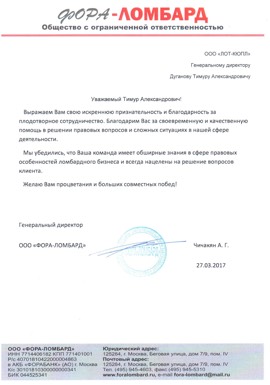 ФОРА-ЛОМБАРД
Общество с ограниченной ответственностью
ООО «ЛОТ-ЮПЛ»
Генеральному директору
Дуганову Тимуру Александровичу
Уважаемый Тимур Александрович!
Выражаем Вам свою искреннюю признательность и благодарность за
плодотворное сотрудничество. Благодарим Вас за своевременную и качественную
помощь в решении правовых вопросов и сложных ситуациях в нашей сфере
деятельности.
Мы убедились, что Ваша команда имеет обширные знания в сфере правовых
особенностей ломбардного бизнеса и всегда нацелены на решение вопросов
клиента.
Желаю Вам процветания и больших совместных побед!
Генеральный директор
ООО «ФОРА-ЛОМБАРД»
Чичакян А. Г.
27.03.2017
ООО «ФОРА-ЛОМБАРД»
ИНН 7714406182 КПП 771401001
Р/с 40701810422000004863
в АКБ «ФОРАБАНК» (АО) г. Москва
К/с 30101810300000000341
БИК 044525341
Юридический адрес:
125284, г. Москва, Беговая улица, дом 7/9, пом. IV
Почтовый адрес:
125284, г. Москва, Беговая улица, дом 7/9, пом. IV
Тел. (495) 945-4603, факс (495) 945-5310
www.foralombard.ru, e-mail: fora-lombard@mail.ru